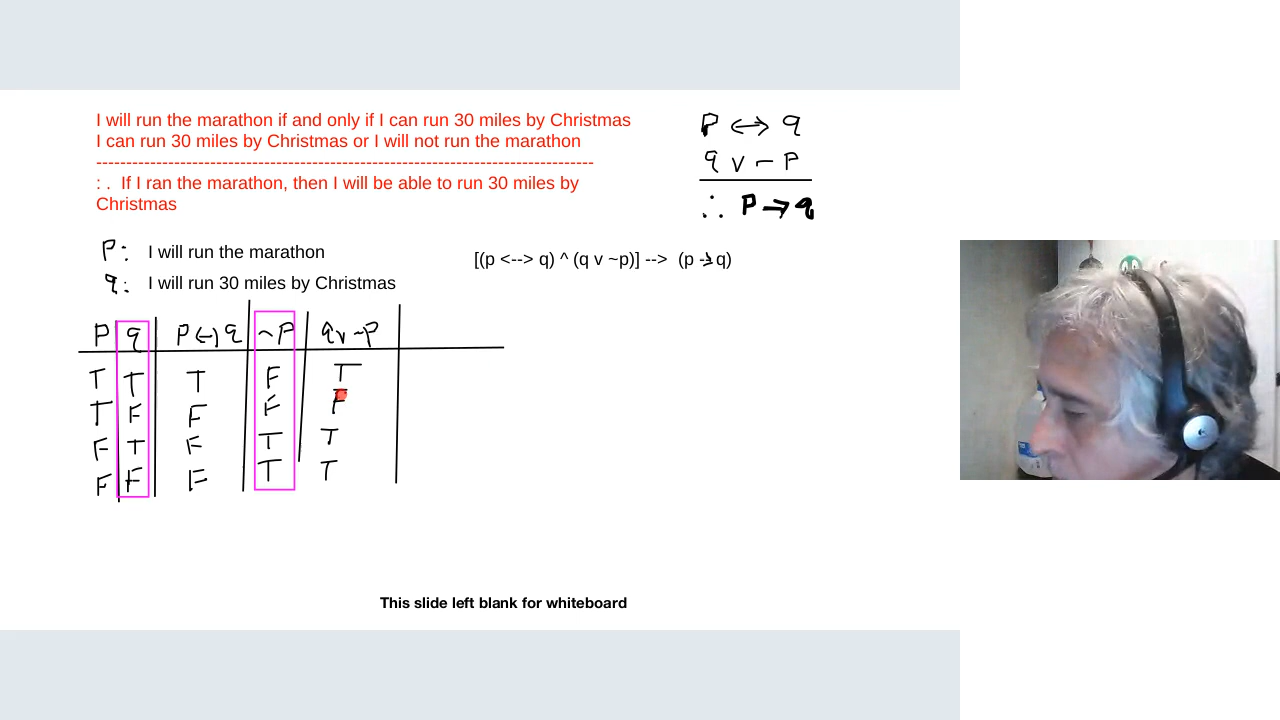 I will run the marathon if and only if I can run 30 miles by Christmas
I can run 30 miles by Christmas or I will not run the marathon
-----------------------------------------------------------------------------------
: . If I ran the marathon, then I will be able to run 30 miles by
Christmas
P ↔ q
q v ~ P
∴ P → q
P: I will run the marathon
q: I will run 30 miles by Christmas
[(p <--> q) ^ (q v ~p)] --> (p -> q)
P q P ↔ q ~P q v ~P
T T T F T
T F F F F
F T F T T
F F F T T
This slide left blank for whiteboard